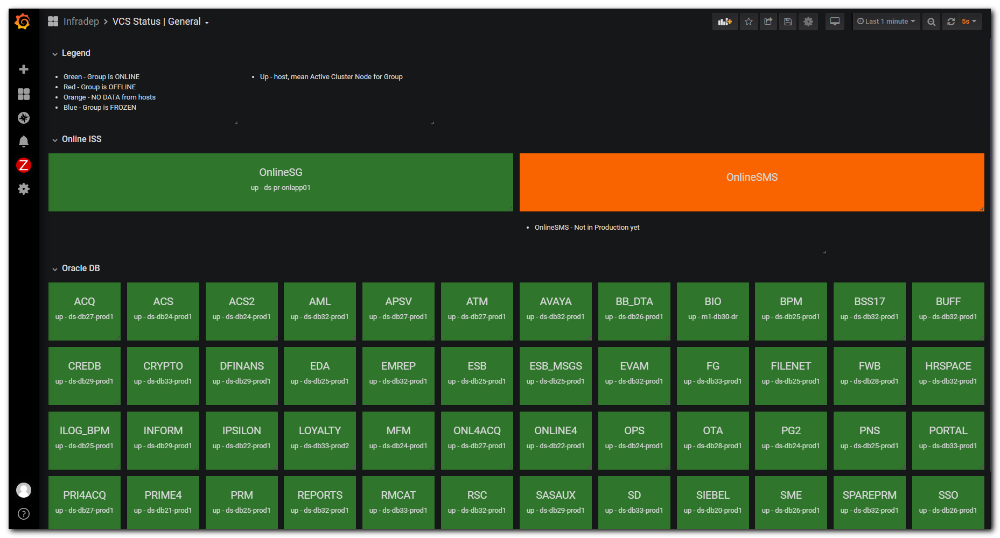 Infradep > VCS Status | General
Last 1 minute
5s
Legend
Green - Group is ONLINE
Red - Group is OFFLINE
Orange - NO DATA from hosts
Blue - Group is FROZEN
Up - host, mean Active Cluster Node for Group
Z
Online ISS
OnlineSG
up - ds-pr-onlapp01
OnlineSMS
OnlineSMS - Not in Production yet
Oracle DB
ACQ ACS ACS2 AML APSV ATM AVAYA BB_DTA BIO BPM BSS17 BUFF
up - ds-db27-prod1 up - ds-db24-prod1 up - ds-db24-prod1 up - ds-db32-prod1 up - ds-db27-prod1 up - ds-db27-prod1 up - ds-db32-prod1 up - ds-db26-prod1 up - m1-db30-dr up - ds-db25-prod1 up - ds-db32-prod1 up - ds-db32-prod1
CREDB CRYPTO DFINANS EDA EMREP ESB ESB_MSGS EVAM FG FILENET FWB HRSPACE
up - ds-db29-prod1 up - ds-db33-prod1 up - ds-db29-prod1 up - ds-db25-prod1 up - ds-db32-prod1 up - ds-db25-prod1 up - ds-db25-prod1 up - ds-db32-prod1 up - ds-db33-prod1 up - ds-db25-prod1 up - ds-db28-prod1 up - ds-db32-prod1
ILOG_BPM INFORM IPSILON LOYALTY MFM ONL4ACQ ONLINE4 OPS OTA PG2 PNS PORTAL
up - ds-db25-prod1 up - ds-db29-prod1 up - ds-db22-prod1 up - ds-db33-prod2 up - ds-db24-prod1 up - ds-db27-prod1 up - ds-db22-prod1 up - ds-db24-prod1 up - ds-db28-prod1 up - ds-db24-prod1 up - ds-db25-prod1 up - ds-db33-prod1
PRI4ACQ PRIME4 PRM REPORTS RMCAT RSC SASAUX SD SIEBEL SME SPAREPRM SSO
up - ds-db27-prod1 up - ds-db21-prod1 up - ds-db25-prod1 up - ds-db32-prod1 up - ds-db33-prod1 up - ds-db32-prod1 up - ds-db29-prod1 up - ds-db33-prod1 up - ds-db20-prod1 up - ds-db26-prod1 up - ds-db32-prod1 up - ds-db26-prod1
?